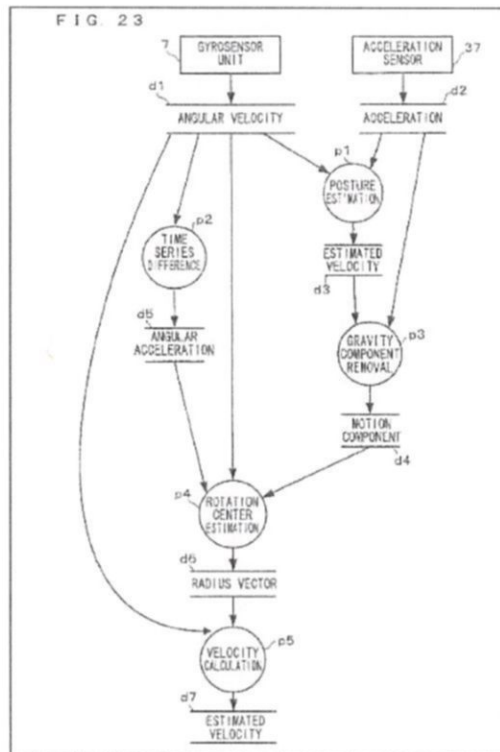 FIG. 23
7
GYROSENSOR
UNIT
37
ACCELERATION
SENSOR
d1
ANGULAR VELOCITY
d2
ACCELERATION
p1
POSTURE
ESTIMATION
p2
TIME
SERIES
DIFFERENCE
ESTIMATED
VELOCITY
d3
d5
ANGULAR
ACCELERATION
p3
GRAVITY
COMPONENT
REMOVAL
MOTION
COMPONENT
d4
p4
ROTATION
CENTER
ESTIMATION
d6
RADIUS VECTOR
p5
VELOCITY
CALCULATION
d7
ESTIMATED
VELOCITY